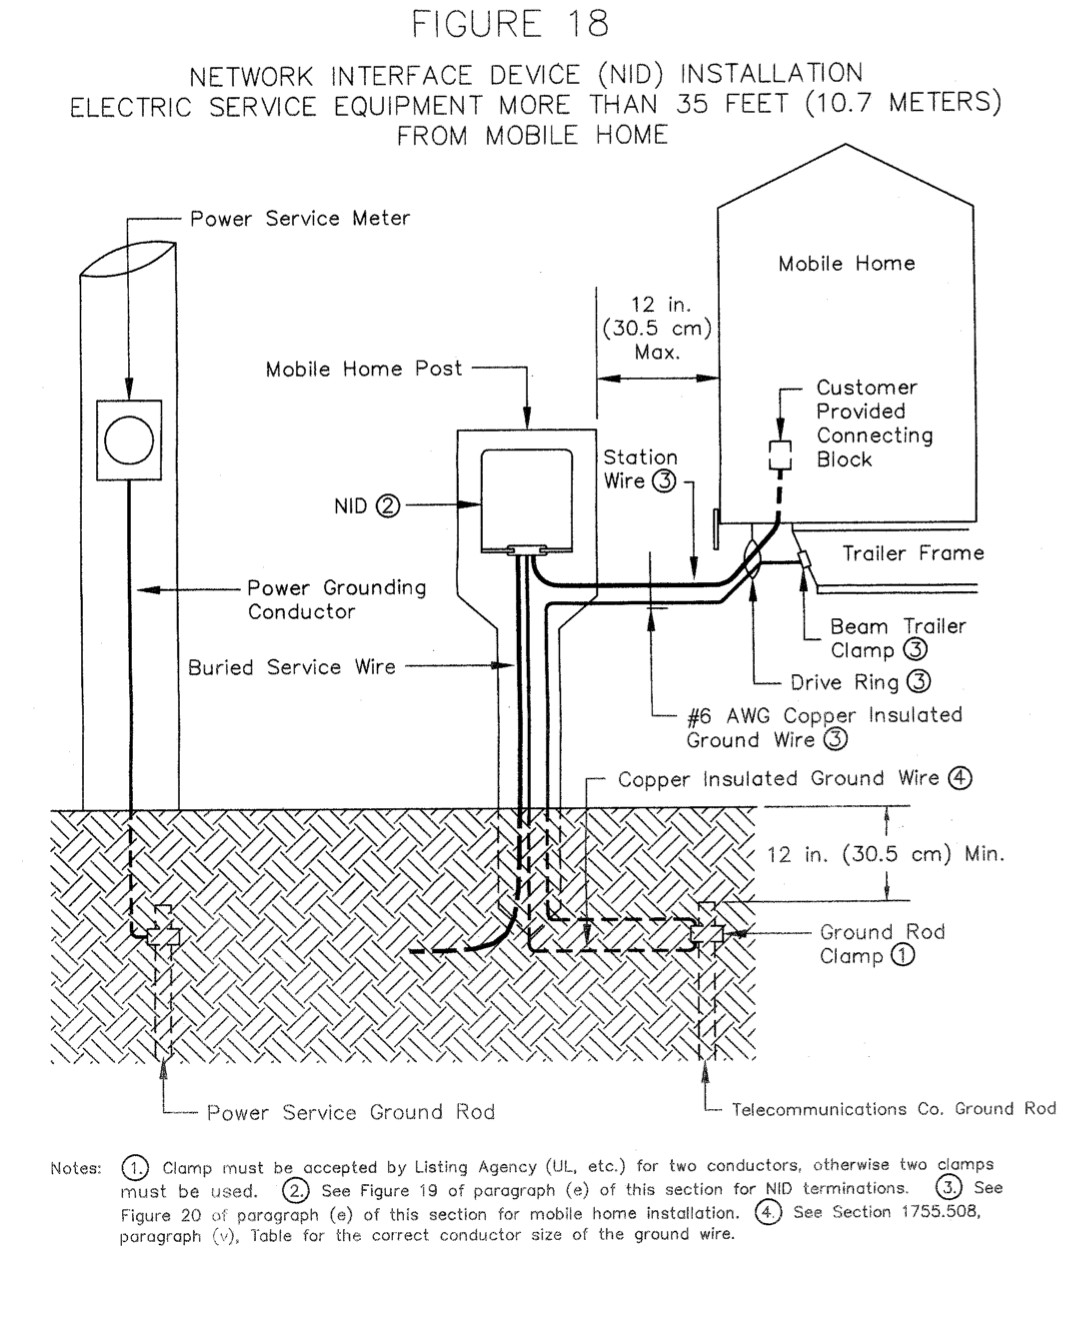 FIGURE 18
NETWORK INTERFACE DEVICE (NID) INSTALLATION
ELECTRIC SERVICE EQUIPMENT MORE THAN 35 FEET (10.7 METERS)
FROM MOBILE HOME
Power Service Meter
Mobile Home
12 in.
(30.5 cm)
Max.
Mobile Home Post
Customer
Provided
Connecting
Block
Station
Wire ③
NID ②
Trailer Frame
Power Grounding
Conductor
Beam Trailer
Clamp ③
Buried Service Wire
Drive Ring ③
#6 AWG Copper Insulated
Ground Wire ③
Copper Insulated Ground Wire ④
12 in. (30.5 cm) Min.
Ground Rod
Clamp ①
Power Service Ground Rod
Telecommunications Co. Ground Rod
Notes: ①. Clamp must be accepted by Listing Agency (UL, etc.) for two conductors, otherwise two clamps
must be used. ②. See Figure 19 of paragraph (e) of this section for NID terminations. ③. See
Figure 20 of paragraph (e) of this section for mobile home installation. ④. See Section 1755.508,
paragraph (v), Table for the correct conductor size of the ground wire.